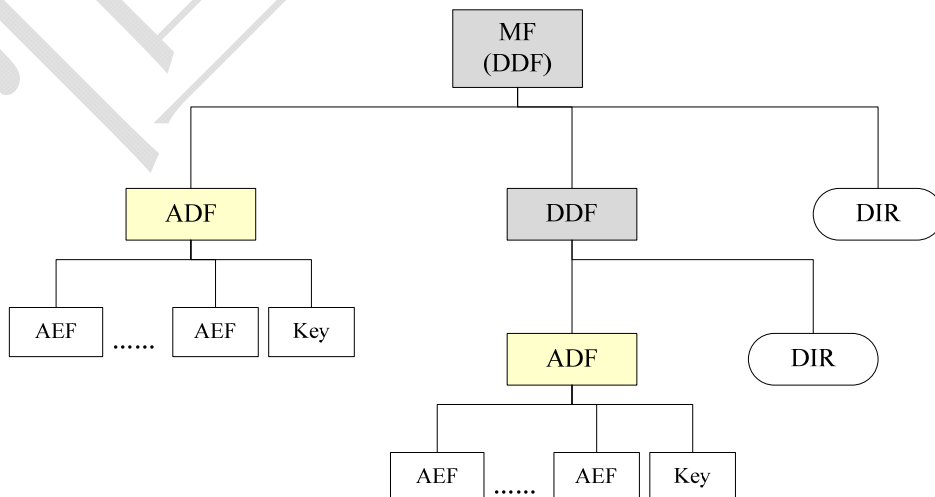 MF
(DDF)
ADF
DDF
DIR
AEF
......
AEF
Key
ADF
DIR
AEF
......
AEF
Key